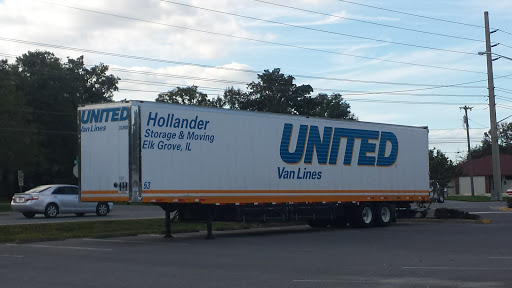 UNITED
Van Lines
Hollander
Storage & Moving
Elk Grove, IL
53
UNITED
Van Lines